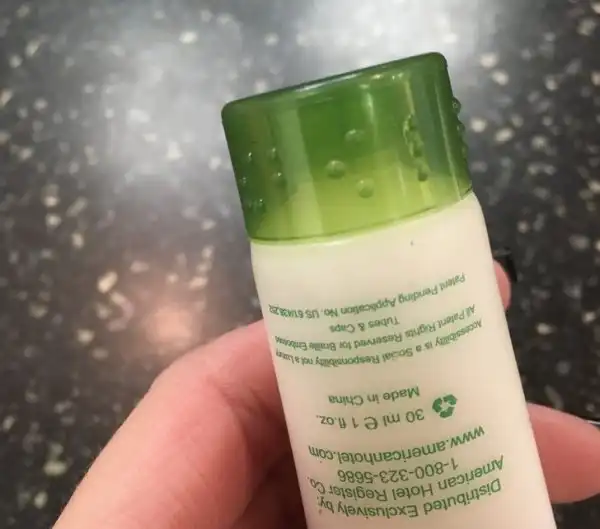 Distributed Exclusively by:
American Hotel Register Co.
1-800-323-5686
www.americanhotel.com
30 ml ℮ 1 fl.oz.
Made in China
Accessibility is a Social Responsibility not a Luxury
All Patent Rights Reserved for Braille Embossed
Tubes & Caps
Patent Pending Application No. US 61/439,252